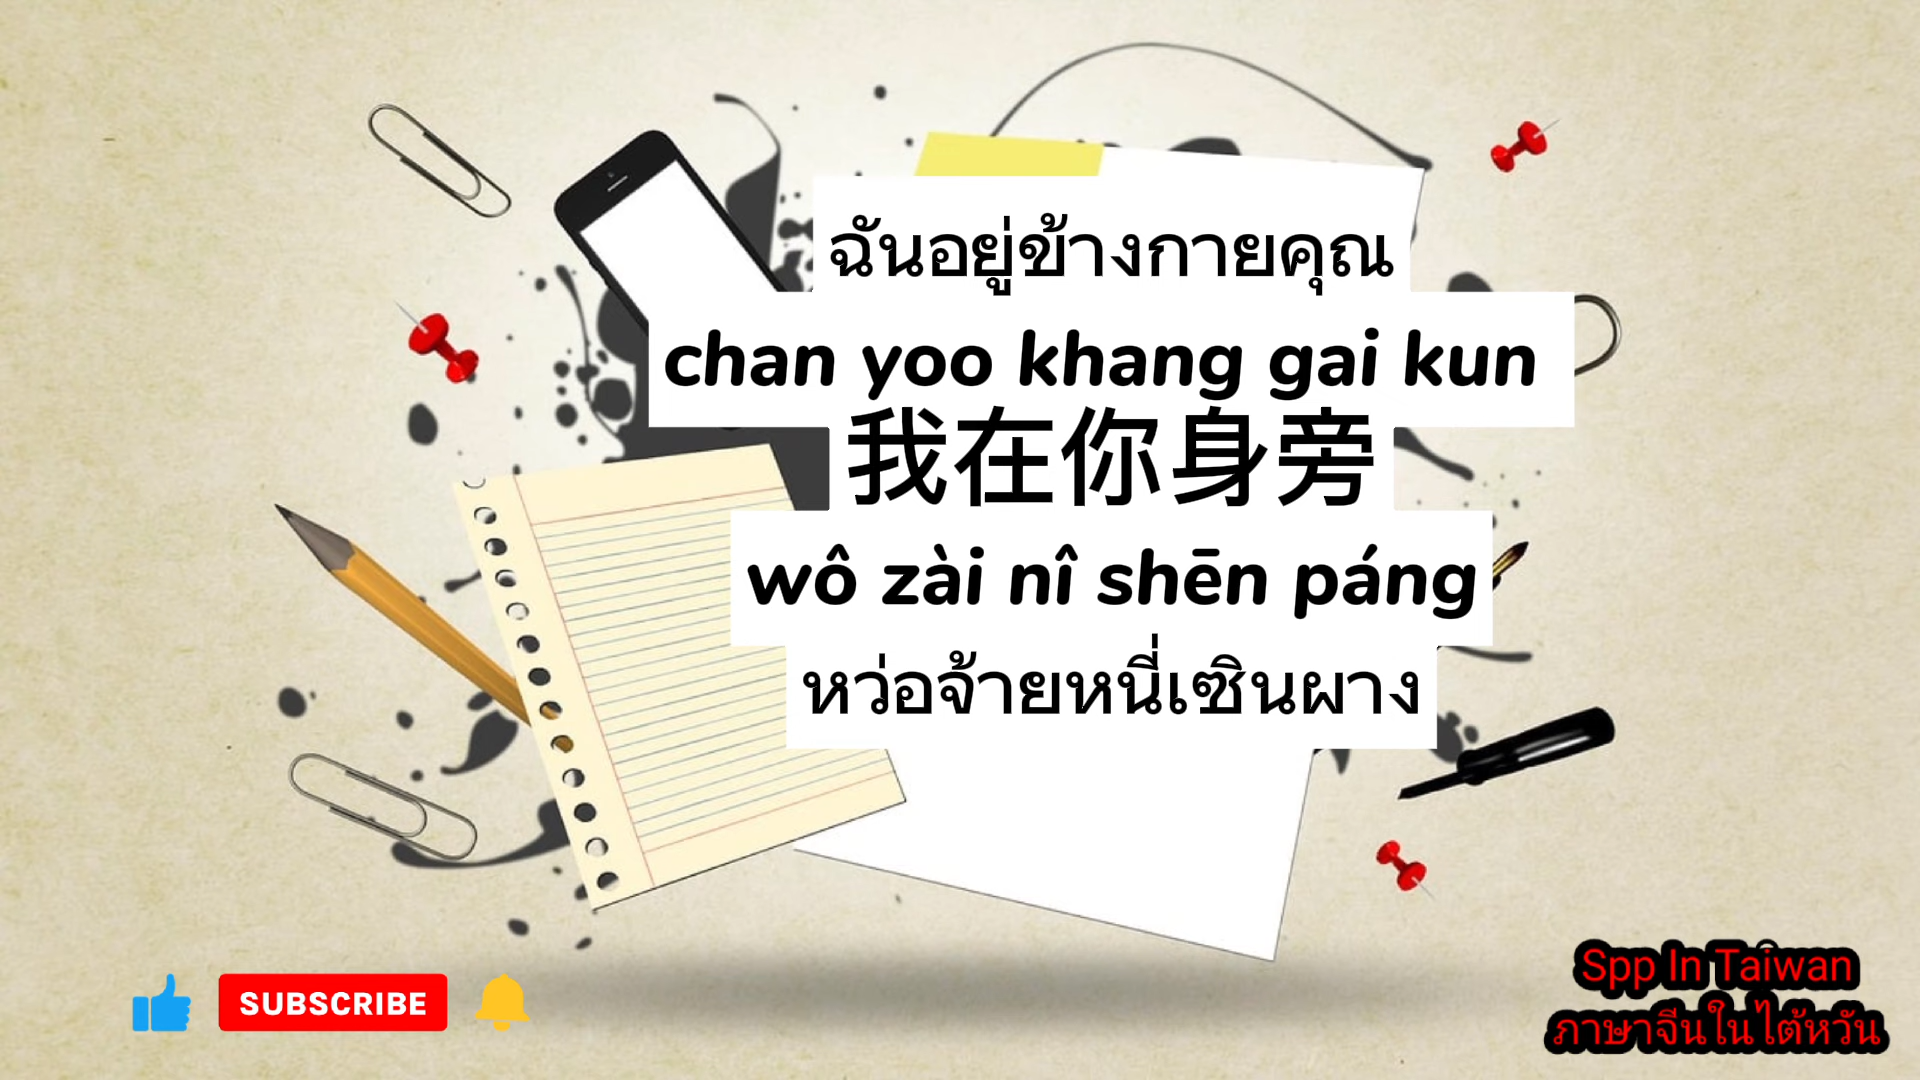 ฉันอยู่ข้างกายคุณ
chan yoo khang gai kun
我在你身旁
wô zài nî shēn páng
หว่อจ้ายหนี่เซินผาง
SUBSCRIBE
Spp In Taiwan
ภาษาจีนในไต้หวัน